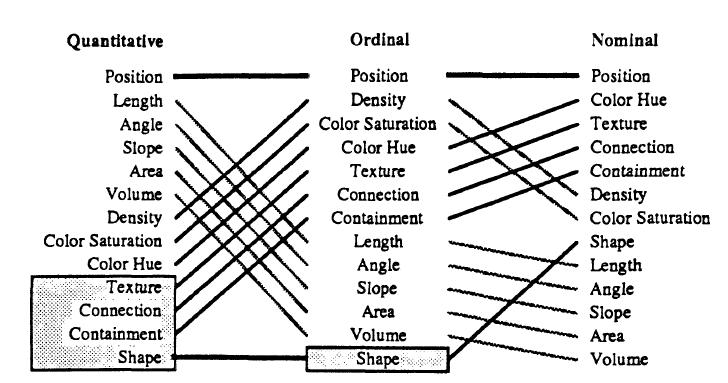 Quantitative Ordinal Nominal
Position Position Position
Length Density Color Hue
Angle Color Saturation Texture
Slope Color Hue Connection
Area Texture Containment
Volume Connection Density
Density Containment Color Saturation
Color Saturation Length Shape
Color Hue Angle Length
Texture Slope Angle
Connection Area Slope
Containment Volume Area
Shape Shape Volume